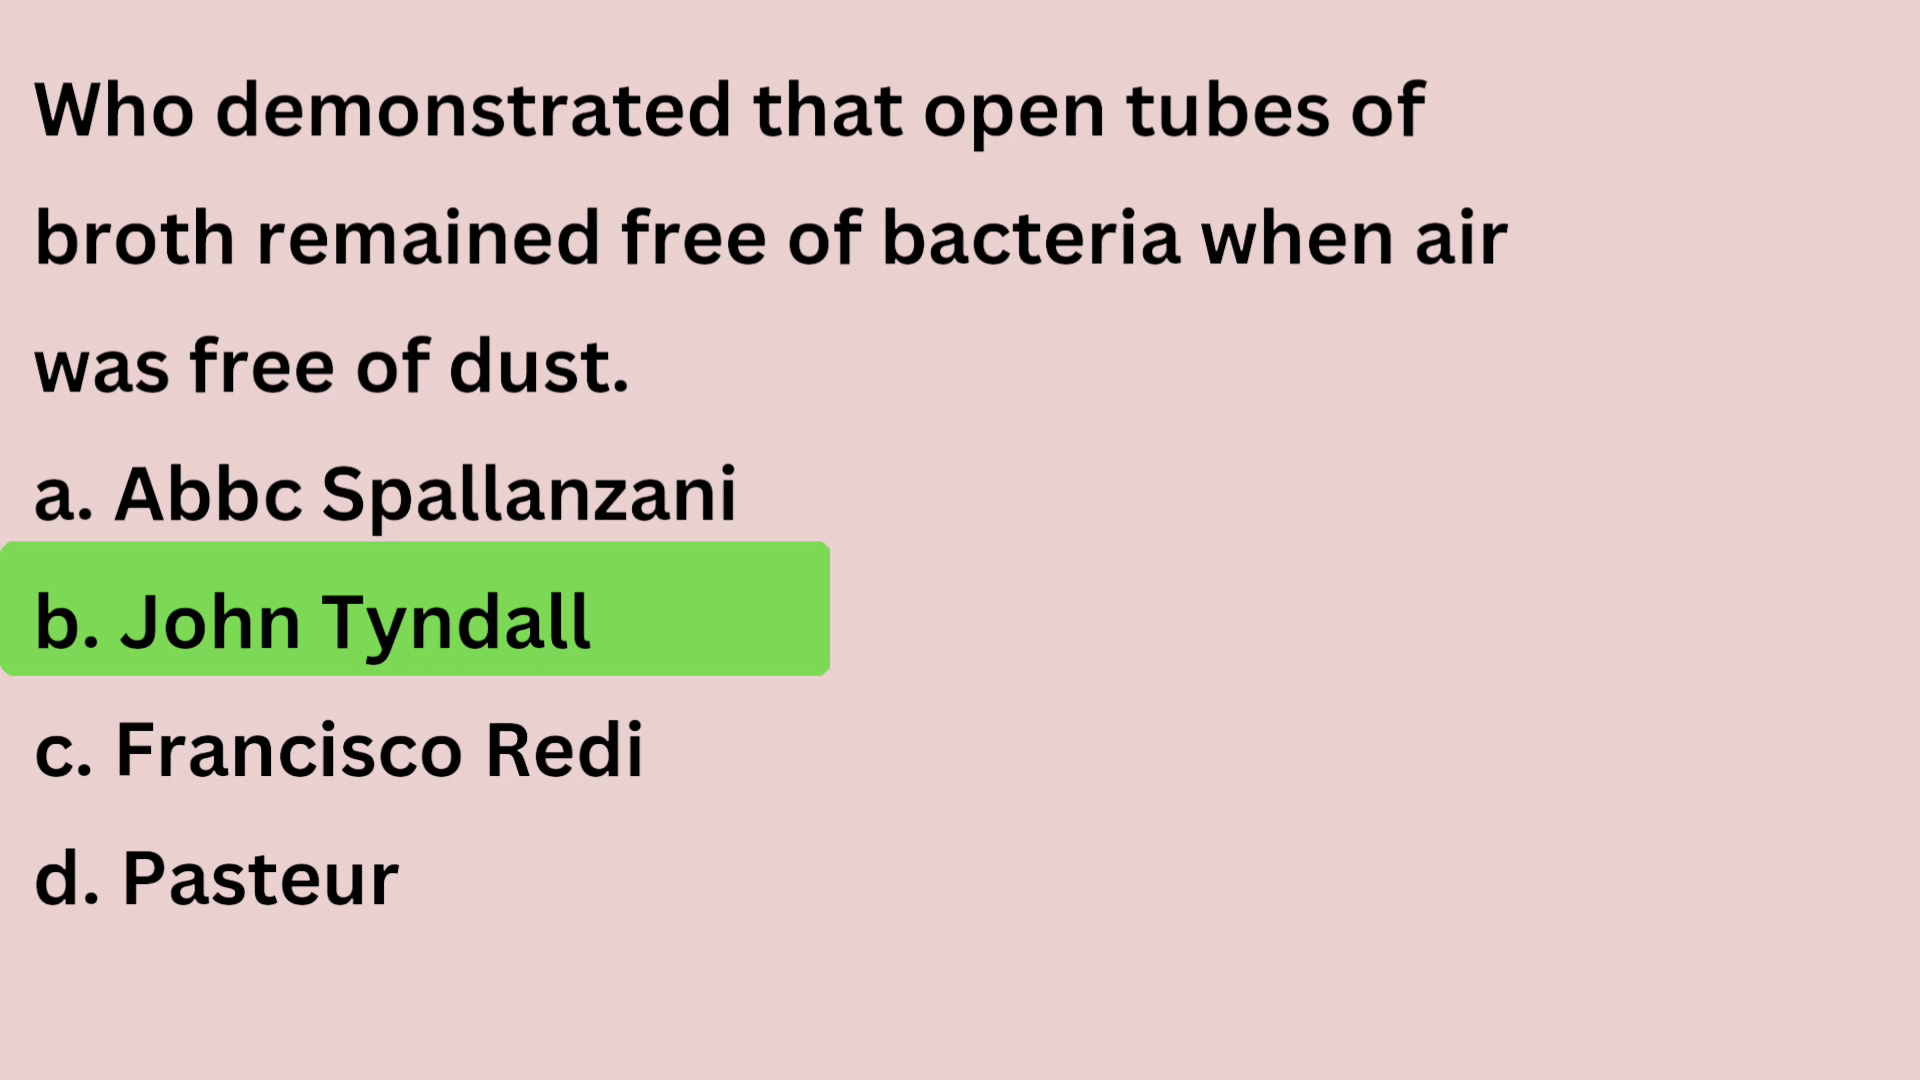 Who demonstrated that open tubes of
broth remained free of bacteria when air
was free of dust.
a. Abbc Spallanzani
b. John Tyndall
c. Francisco Redi
d. Pasteur